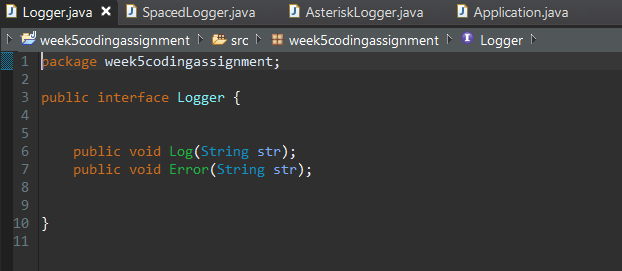 Logger.java SpacedLogger.java AsteriskLogger.java Application.java
week5codingassignment src week5codingassignment Logger
1 package week5codingassignment;
2
3 public interface Logger {
4
5
6     public void Log(String str);
7     public void Error(String str);
8
9
10 }
11